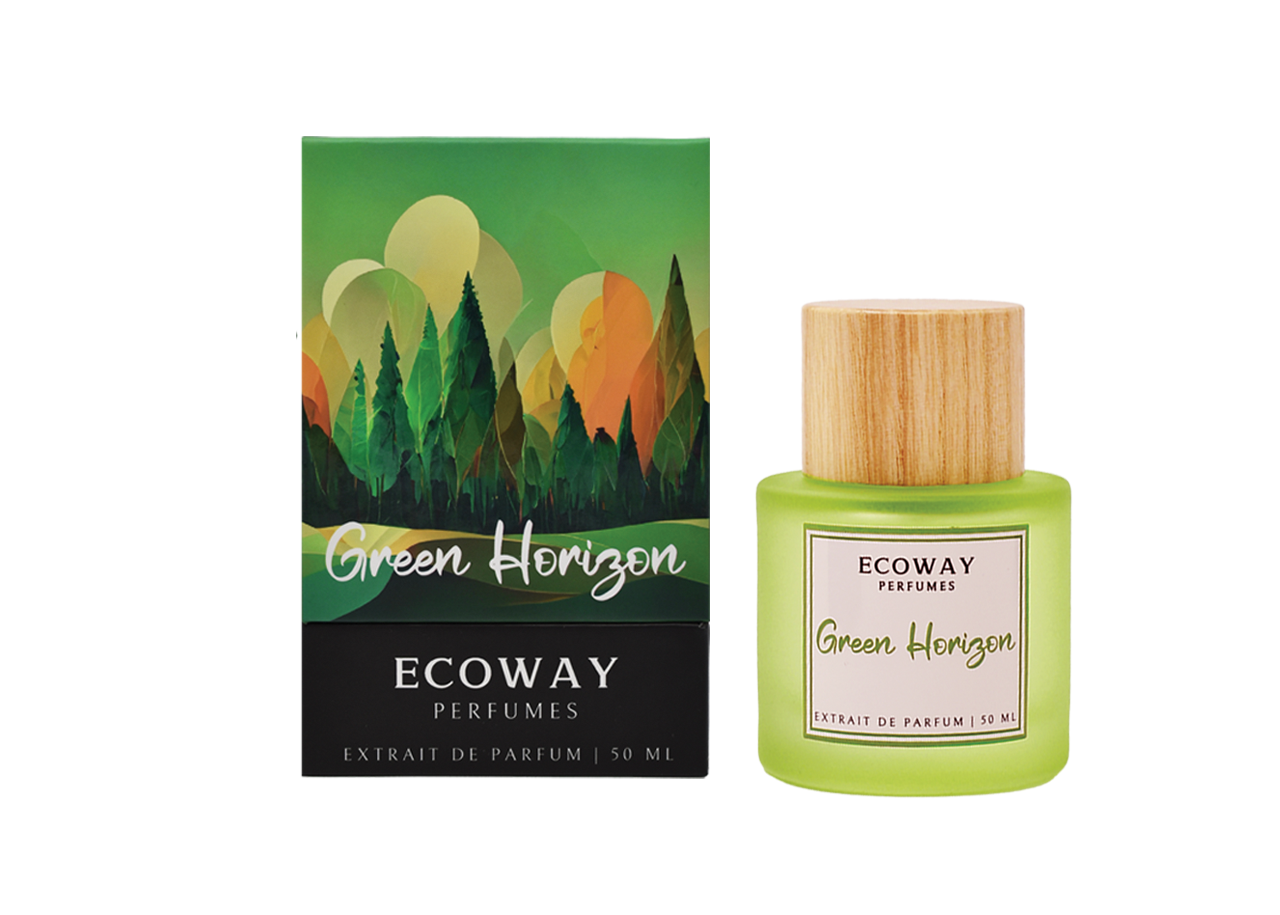 Green Horizon
ECOWAY
PERFUMES
EXTRAIT DE PARFUM | 50 ML
ECOWAY
PERFUMES
Green Horizon
EXTRAIT DE PARFUM | 50 ML